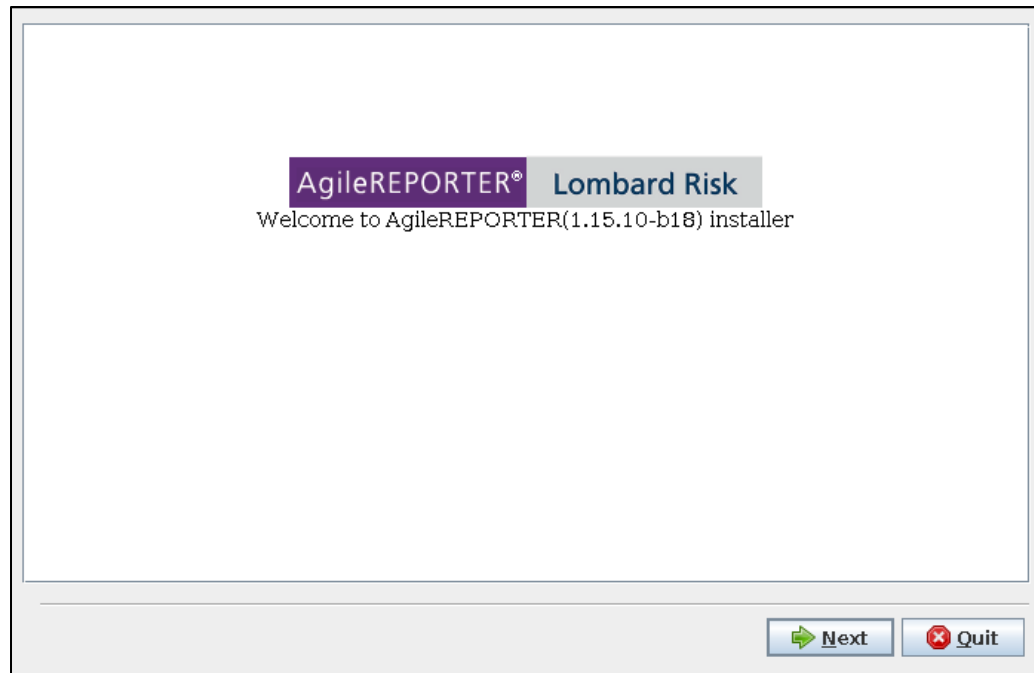 AgileREPORTER® Lombard Risk
Welcome to AgileREPORTER(1.15.10-b18) installer
Next Quit